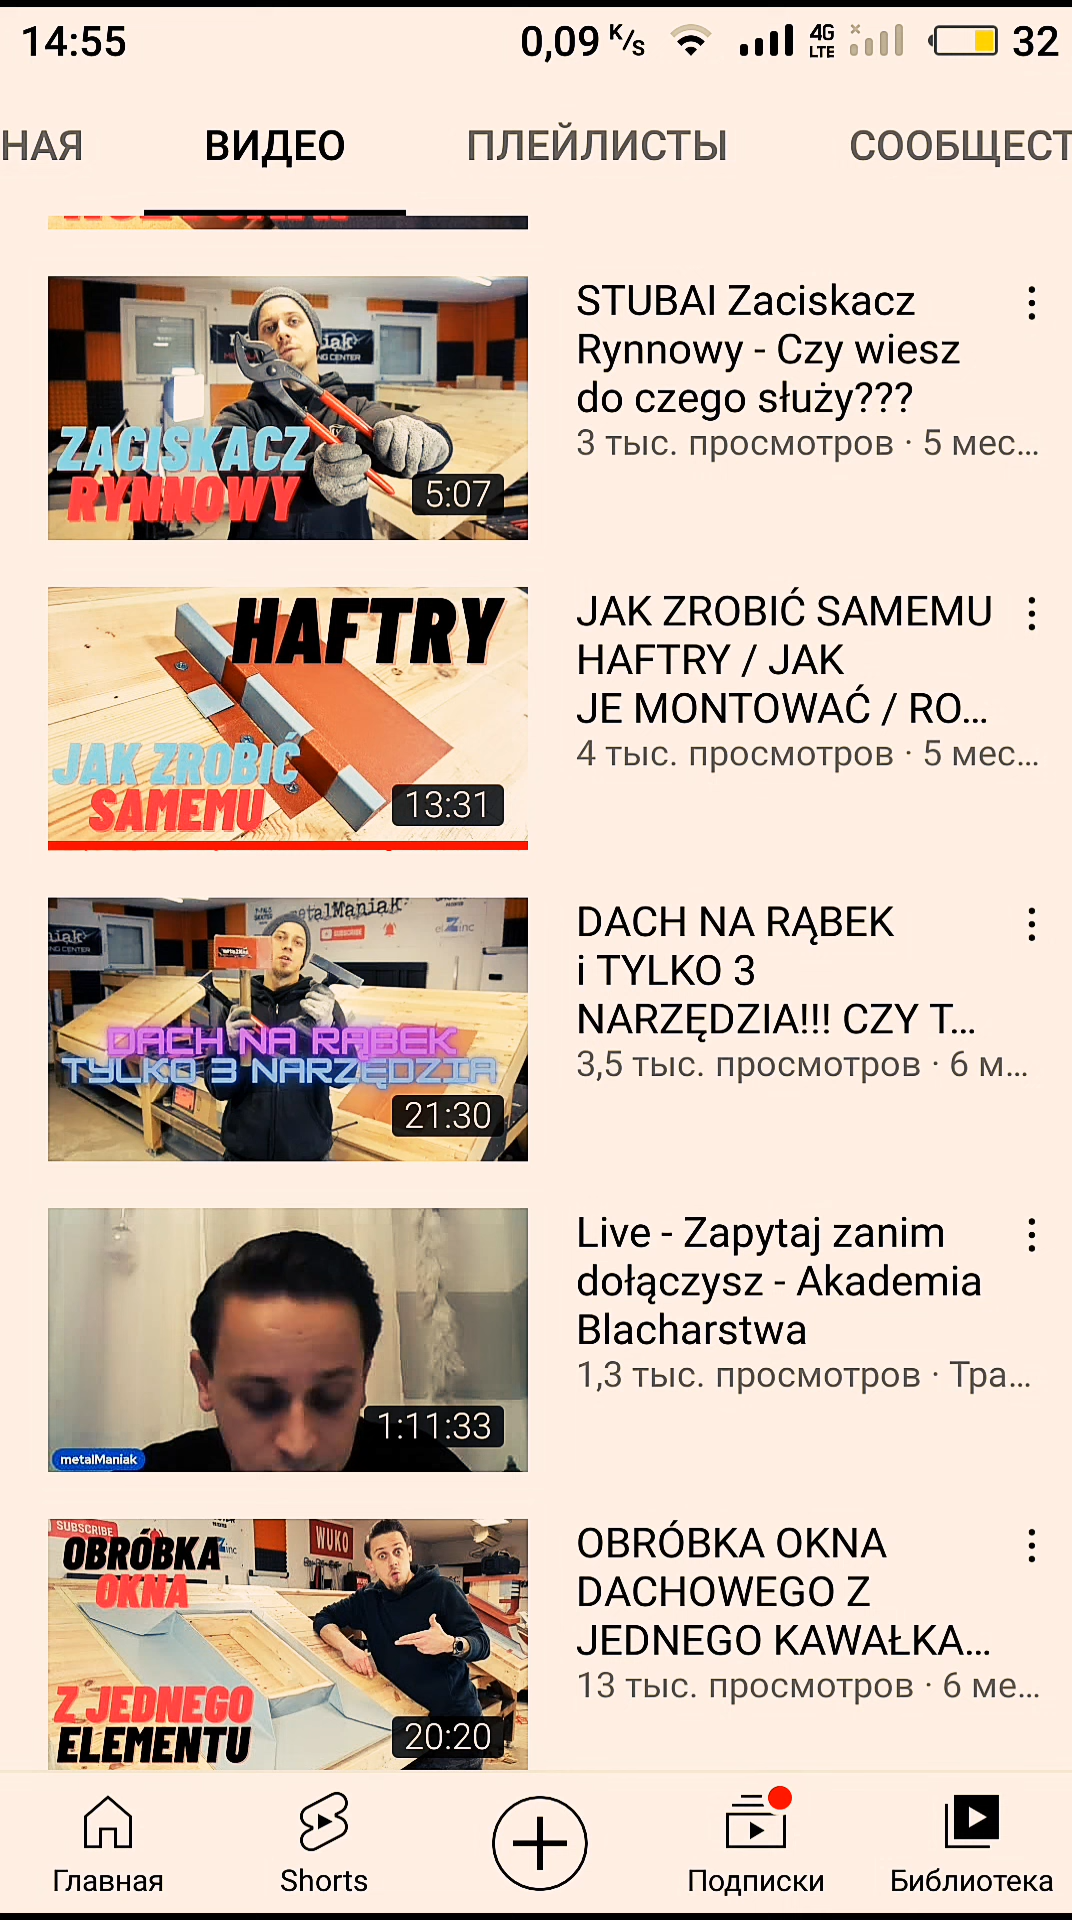 14:55
0,09 K/s
4G
LTE
32
НАЯ
ВИДЕО
ПЛЕЙЛИСТЫ
СООБЩЕСТ
ZACISKACZ
RYNNOWY
5:07
STUBAI Zaciskacz
Rynnowy - Czy wiesz
do czego służy???
3 тыс. просмотров · 5 мес...
HAFTRY
JAK ZROBIĆ
SAMEMU
13:31
JAK ZROBIĆ SAMEMU
HAFTRY / JAK
JE MONTOWAĆ / RO...
4 тыс. просмотров · 5 мес...
metalManiak
SUBSCRIBE
elZinc
DACH NA RĄBEK
TYLKO 3 NARZĘDZIA
21:30
DACH NA RĄBEK
i TYLKO 3
NARZĘDZIA!!! CZY T...
3,5 тыс. просмотров · 6 м...
1:11:33
metalManiak
Live - Zapytaj zanim
dołączysz - Akademia
Blacharstwa
1,3 тыс. просмотров · Тра...
SUBSCRIBE
WUKO
OBRÓBKA
OKNA
Z JEDNEGO
ELEMENTU
20:20
OBRÓBKA OKNA
DACHOWEGO Z
JEDNEGO KAWAŁKA...
13 тыс. просмотров · 6 ме...
Главная
Shorts
Подписки
Библиотека